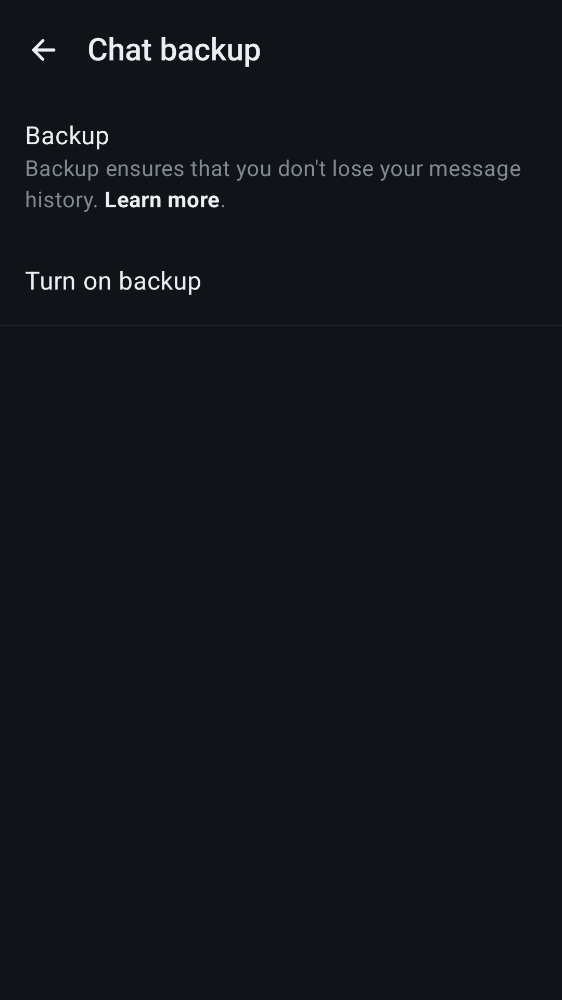 Chat backup
Backup
Backup ensures that you don't lose your message
history. Learn more.
Turn on backup